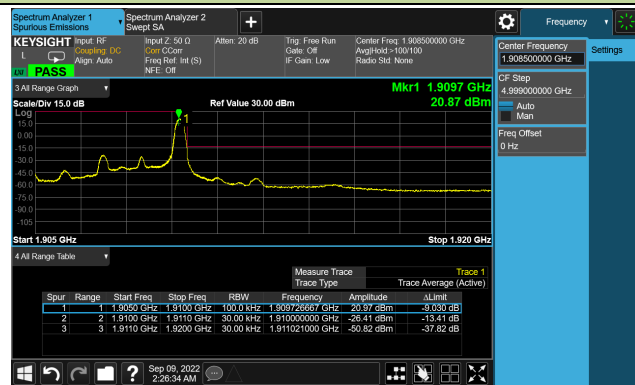 Spectrum Analyzer 1
Spurious Emissions
Spectrum Analyzer 2
Swept SA
Frequency
KEYSIGHT
L
PASS
Input: RF
Coupling: DC
Align: Auto
Input Z: 50 Ω
Corr CCorr
Freq Ref: Int (S)
NFE: Off
Atten: 20 dB
Trig: Free Run
Gate: Off
IF Gain: Low
Center Freq: 1.908500000 GHz
Avg|Hold:>100/100
Radio Std: None
Center Frequency
1.908500000 GHz
Settings
CF Step
4.999000000 GHz
Auto
Man
Freq Offset
0 Hz
3 All Range Graph
Mkr1 1.9097 GHz
Scale/Div 15.0 dB
Ref Value 30.00 dBm
20.87 dBm
Log
15.0
0.00
-15.0
-30.0
-45.0
-60.0
-75.0
-90.0
-105
1
Start 1.905 GHz
Stop 1.920 GHz
4 All Range Table
Measure Trace Trace 1
Trace Type Trace Average (Active)
Spur Range Start Freq Stop Freq RBW Frequency Amplitude ΔLimit
1 1 1.9050 GHz 1.9100 GHz 100.0 kHz 1.909726667 GHz 20.97 dBm -9.030 dB
2 2 1.9100 GHz 1.9110 GHz 30.00 kHz 1.910000000 GHz -26.41 dBm -13.41 dB
3 3 1.9110 GHz 1.9200 GHz 30.00 kHz 1.911021000 GHz -50.82 dBm -37.82 dB
Sep 09, 2022
2:26:34 AM